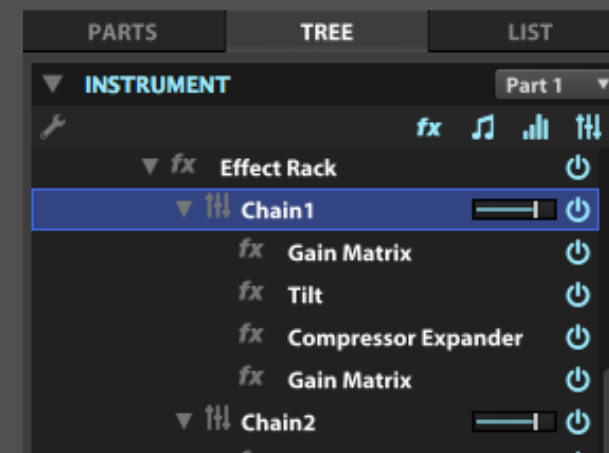 PARTS TREE LIST
INSTRUMENT Part 1
fx
fx Effect Rack
Chain1
fx Gain Matrix
fx Tilt
fx Compressor Expander
fx Gain Matrix
Chain2